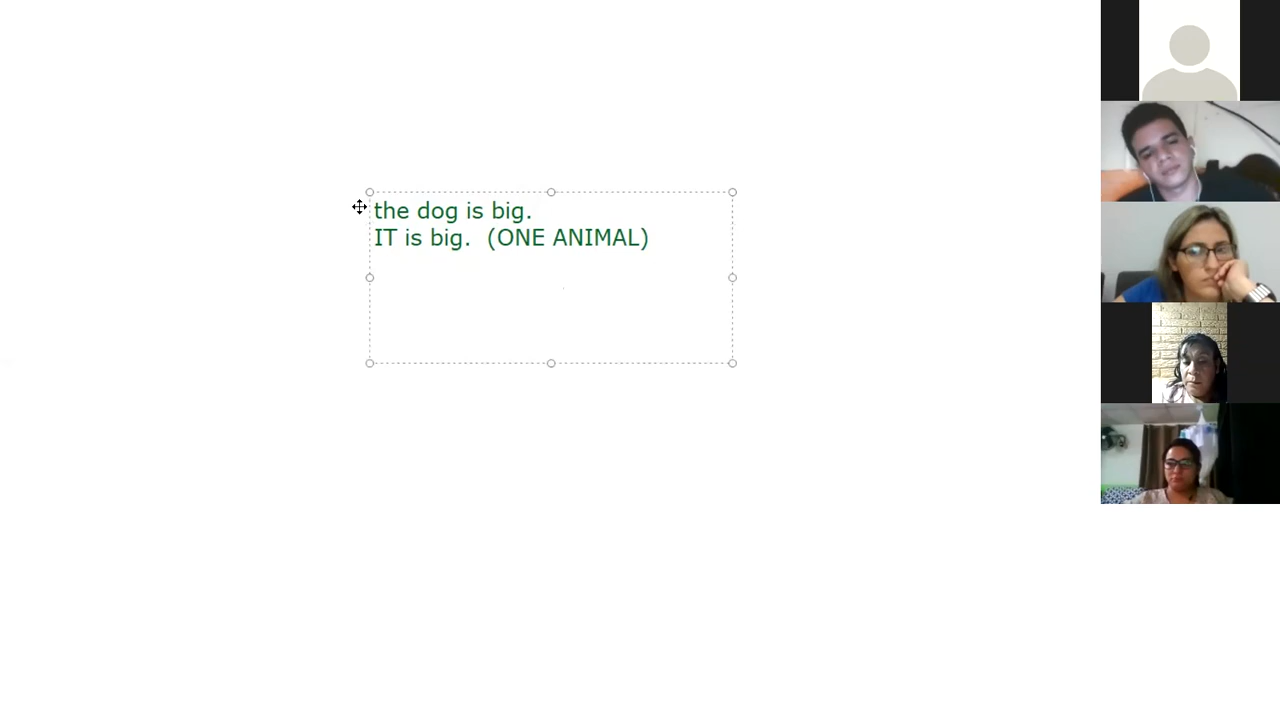 the dog is big.
IT is big.  (ONE ANIMAL)